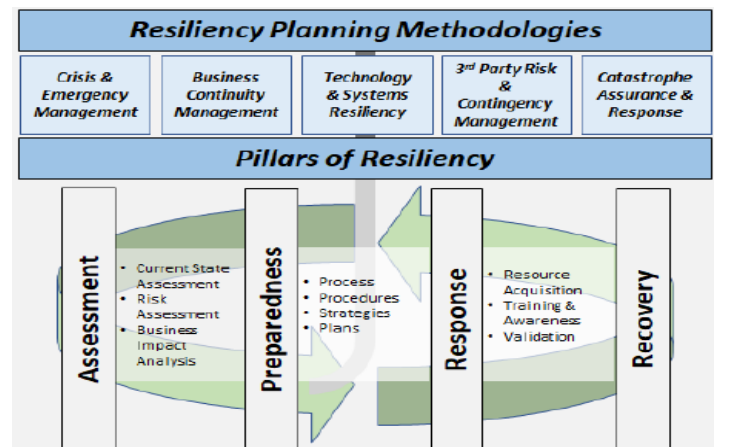 Resiliency Planning Methodologies
Crisis &
Emergency
Management
Business
Continuity
Management
Technology
& Systems
Resiliency
3rd Party Risk
&
Contingency
Management
Catastrophe
Assurance &
Response
Pillars of Resiliency
Assessment
• Current State
Assessment
• Risk
Assessment
• Business
Impact
Analysis
Preparedness
• Process
• Procedures
• Strategies
• Plans
Response
• Resource
Acquisition
• Training &
Awareness
• Validation
Recovery